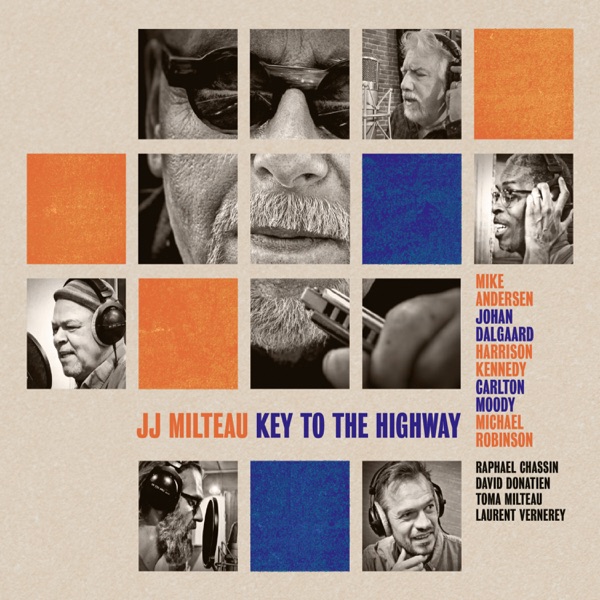 MIKE
ANDERSEN
JOHAN
DALGAARD
HARRISON
KENNEDY
CARLTON
MOODY
MICHAEL
ROBINSON
JJ MILTEAU KEY TO THE HIGHWAY
RAPHAEL CHASSIN
DAVID DONATIEN
TOMA MILTEAU
LAURENT VERNEREY